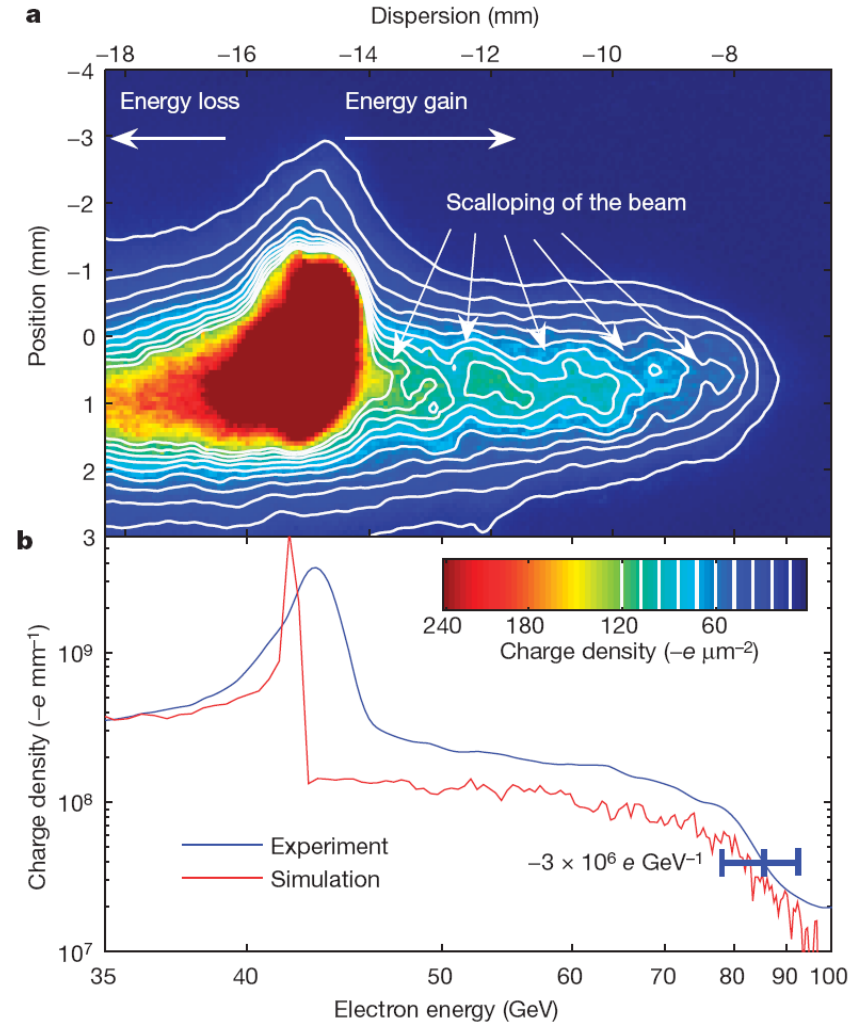 a
Dispersion (mm)
−18 −16 −14 −12 −10 −8
−4
Energy loss Energy gain
−3
−2
Scalloping of the beam
−1
Position (mm)
0
1
2
3
b
240 180 120 60
Charge density (−e μm⁻²)
10⁹
Charge density (−e mm⁻¹)
10⁸
Experiment
−3 × 10⁶ e GeV⁻¹
Simulation
10⁷
35 40 50 60 70 80 90 100
Electron energy (GeV)